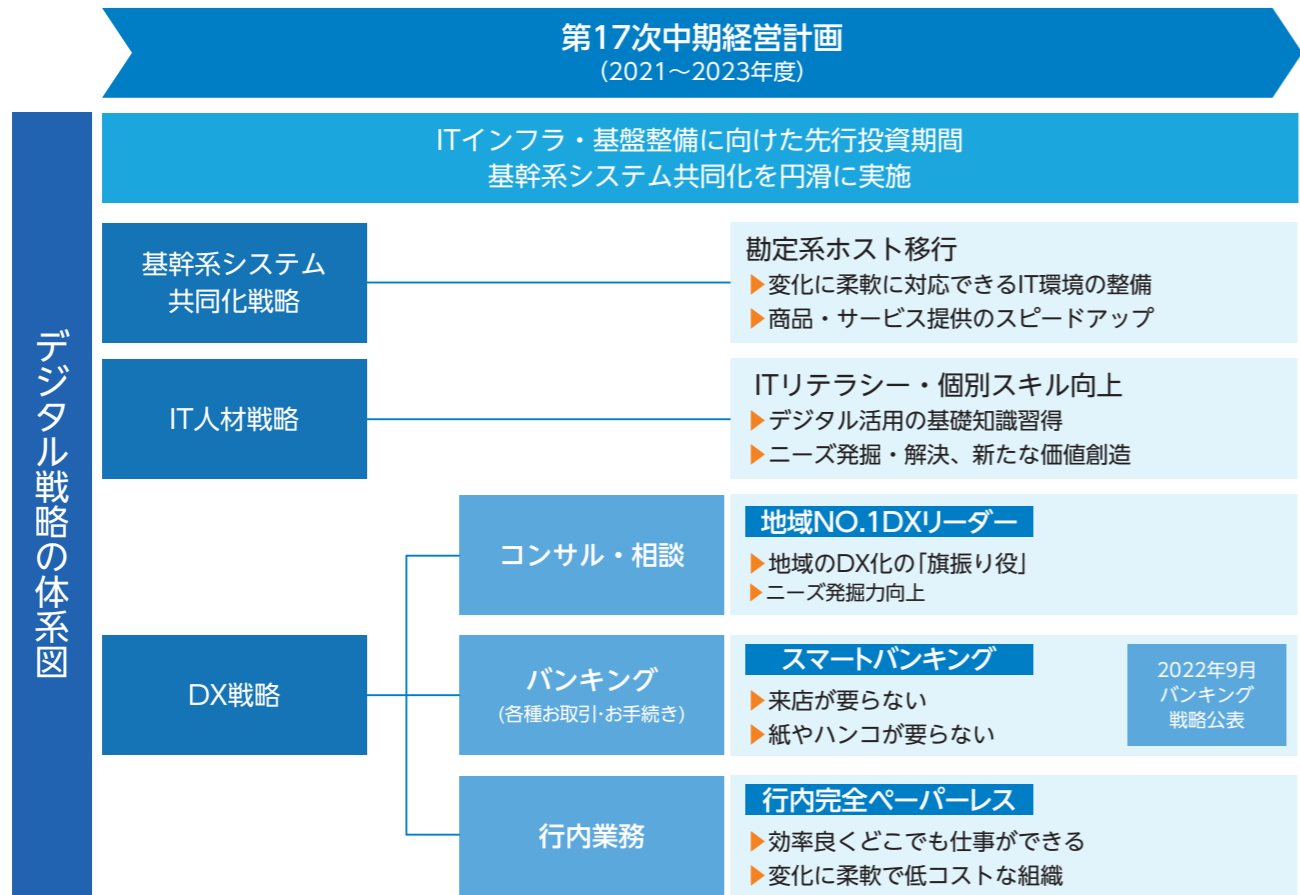 第17次中期経営計画
(2021～2023年度)
デジタル戦略の体系図
ITインフラ・基盤整備に向けた先行投資期間
基幹系システム共同化を円滑に実施
基幹系システム
共同化戦略
勘定系ホスト移行
▶変化に柔軟に対応できるIT環境の整備
▶商品・サービス提供のスピードアップ
IT人材戦略
ITリテラシー・個別スキル向上
▶デジタル活用の基礎知識習得
▶ニーズ発掘・解決、新たな価値創造
DX戦略
コンサル・相談
地域NO.1DXリーダー
▶地域のDX化の「旗振り役」
▶ニーズ発掘力向上
バンキング
(各種お取引・お手続き)
スマートバンキング
▶来店が要らない
▶紙やハンコが要らない
2022年9月
バンキング
戦略公表
行内業務
行内完全ペーパーレス
▶効率良くどこでも仕事ができる
▶変化に柔軟で低コストな組織